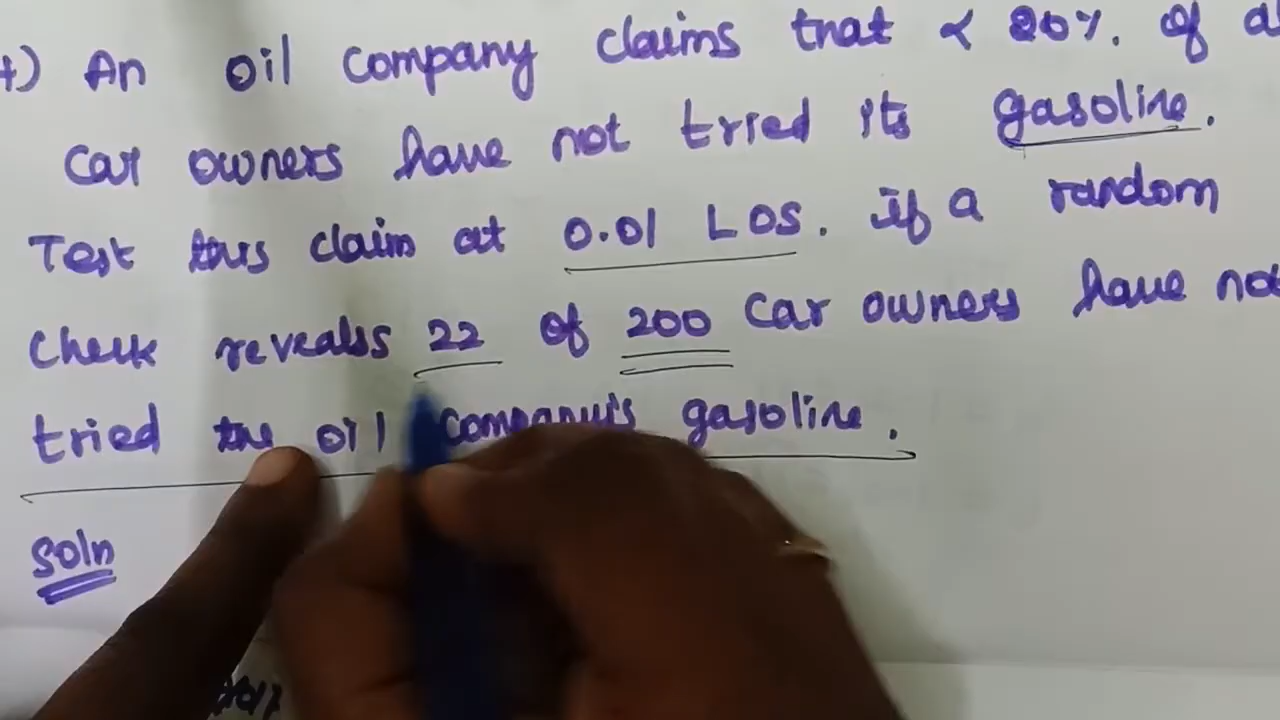 4) An oil company claims that < 20%. of al
car owners have not tried its gasoline.
Test this claim at 0.01 LOS. if a random
check revealss 22 of 200 car owners have not
tried the oil company's gasoline.
Soln